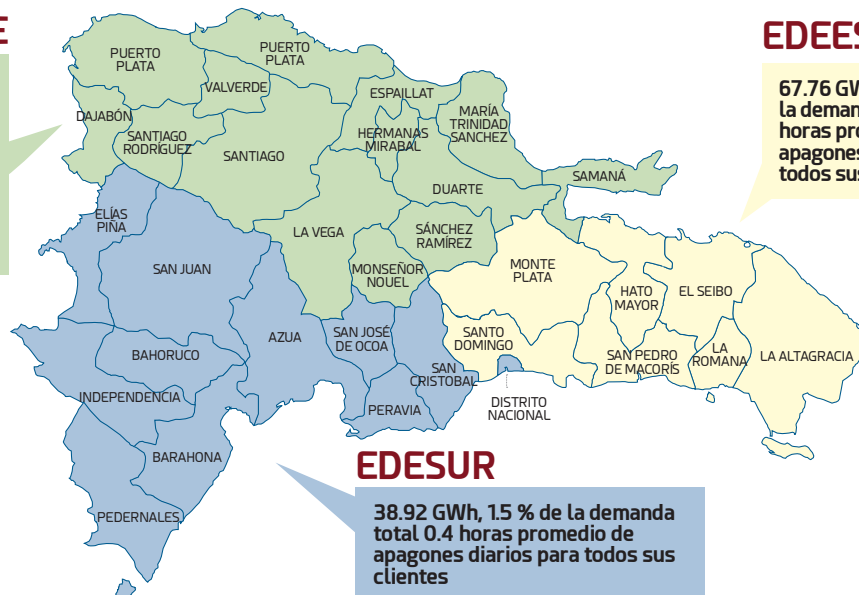 E
EDEES
67.76 GW
la deman
horas pro
apagones
todos sus
PUERTO
PLATA
PUERTO
PLATA
VALVERDE
ESPAILLAT
DAJABÓN
SANTIAGO
RODRÍGUEZ
SANTIAGO
HERMANAS
MIRABAL
MARÍA
TRINIDAD
SANCHEZ
DUARTE
SAMANÁ
ELÍAS
PIÑA
LA VEGA
SÁNCHEZ
RAMÍREZ
SAN JUAN
MONSEÑOR
NOUEL
MONTE
PLATA
HATO
MAYOR
EL SEIBO
AZUA
SAN JOSÉ
DE OCOA
SANTO
DOMINGO
BAHORUCO
SAN
CRISTOBAL
SAN PEDRO
DE MACORÍS
LA
ROMANA
LA ALTAGRACIA
INDEPENDENCIA
PERAVIA
DISTRITO
NACIONAL
BARAHONA
PEDERNALES
EDESUR
38.92 GWh, 1.5 % de la demanda
total 0.4 horas promedio de
apagones diarios para todos sus
clientes